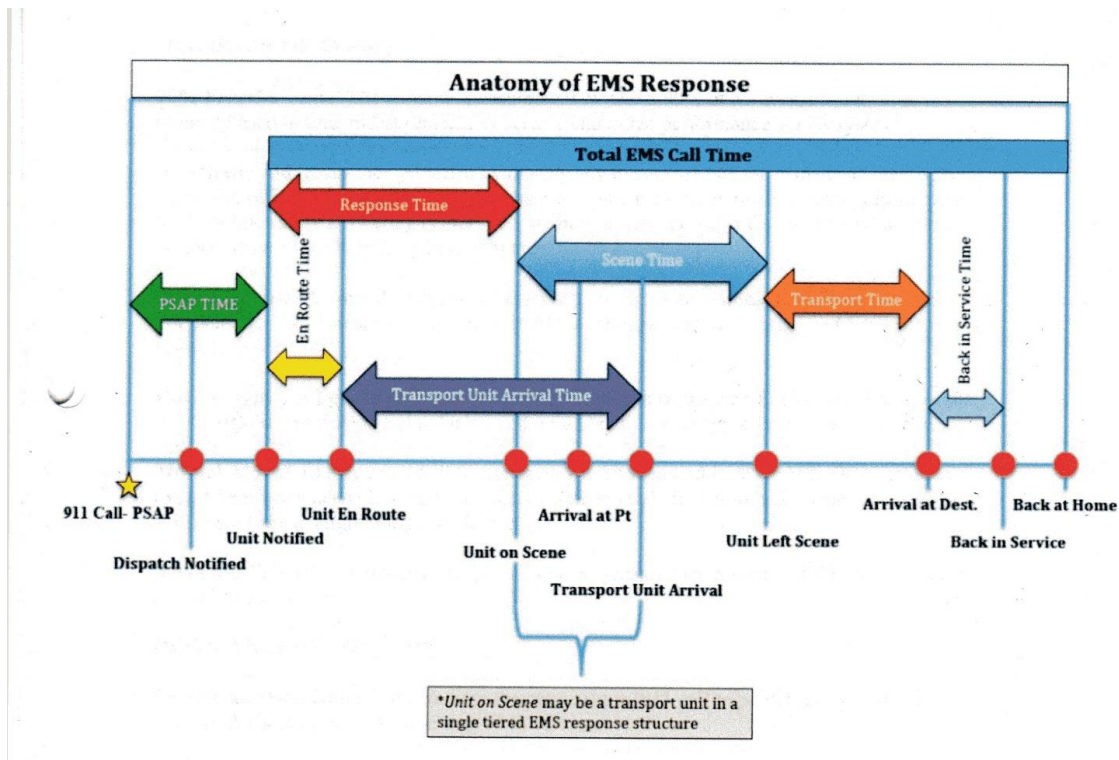 Anatomy of EMS Response
Total EMS Call Time
Response Time
Scene Time
En Route Time
PSAP TIME
Transport Time
Back in Service Time
Transport Unit Arrival Time
911 Call- PSAP
Unit En Route
Arrival at Pt
Arrival at Dest.
Back at Home
Unit Notified
Unit on Scene
Unit Left Scene
Back in Service
Dispatch Notified
Transport Unit Arrival
*Unit on Scene may be a transport unit in a
single tiered EMS response structure